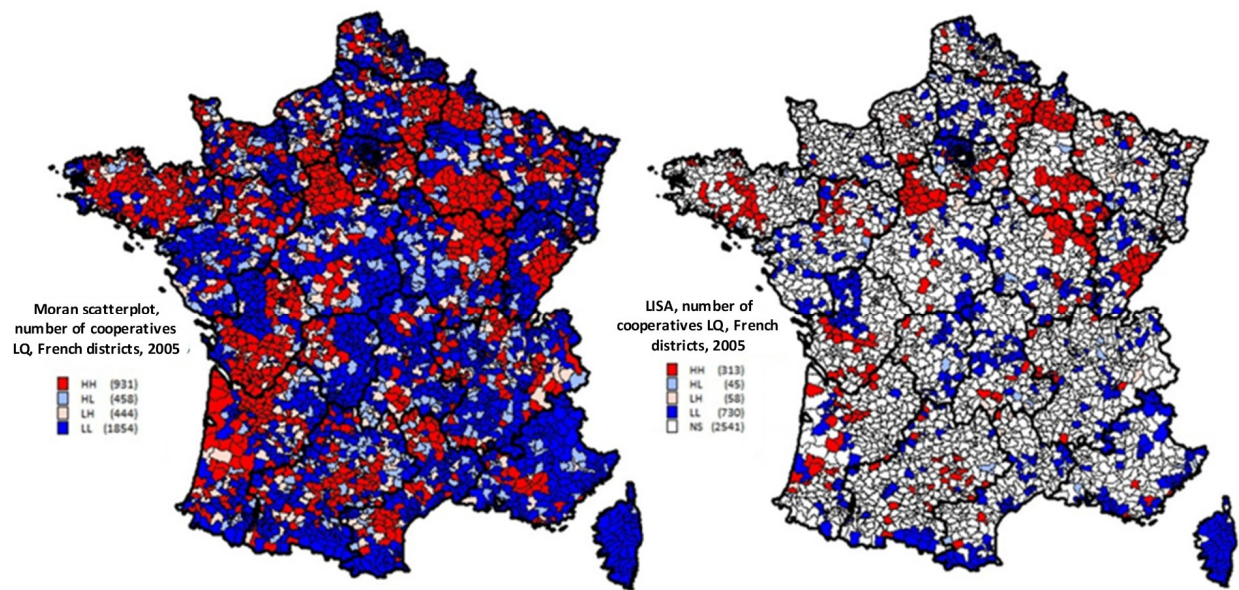 Moran scatterplot,
number of cooperatives
LQ, French districts, 2005
HH (931)
HL (458)
LH (444)
LL (1854)
LISA, number of
cooperatives LQ, French
districts, 2005
HH (313)
HL (45)
LH (58)
LL (730)
NS (2541)